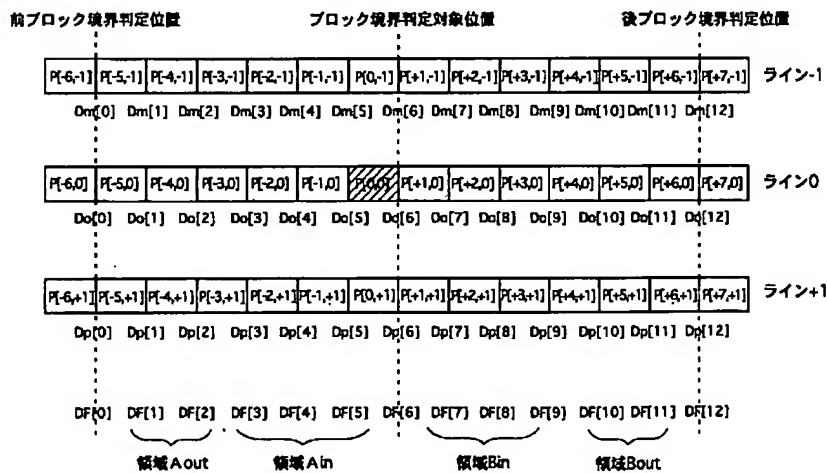 前ブロック境界判定位置 ブロック境界判定対象位置 後ブロック境界判定位置
P[-6,-1] P[-5,-1] P[-4,-1] P[-3,-1] P[-2,-1] P[-1,-1] P[0,-1] P[+1,-1] P[+2,-1] P[+3,-1] P[+4,-1] P[+5,-1] P[+6,-1] P[+7,-1] ライン-1
Dm[0] Dm[1] Dm[2] Dm[3] Dm[4] Dm[5] Dm[6] Dm[7] Dm[8] Dm[9] Dm[10] Dm[11] Dm[12]
P[-6,0] P[-5,0] P[-4,0] P[-3,0] P[-2,0] P[-1,0] P[0,0] P[+1,0] P[+2,0] P[+3,0] P[+4,0] P[+5,0] P[+6,0] P[+7,0] ライン0
Do[0] Do[1] Do[2] Do[3] Do[4] Do[5] Do[6] Do[7] Do[8] Do[9] Do[10] Do[11] Do[12]
P[-6,+1] P[-5,+1] P[-4,+1] P[-3,+1] P[-2,+1] P[-1,+1] P[0,+1] P[+1,+1] P[+2,+1] P[+3,+1] P[+4,+1] P[+5,+1] P[+6,+1] P[+7,+1] ライン+1
Dp[0] Dp[1] Dp[2] Dp[3] Dp[4] Dp[5] Dp[6] Dp[7] Dp[8] Dp[9] Dp[10] Dp[11] Dp[12]
DF[0] DF[1] DF[2] DF[3] DF[4] DF[5] DF[6] DF[7] DF[8] DF[9] DF[10] DF[11] DF[12]
領域Aout 領域Ain 領域Bin 領域Bout